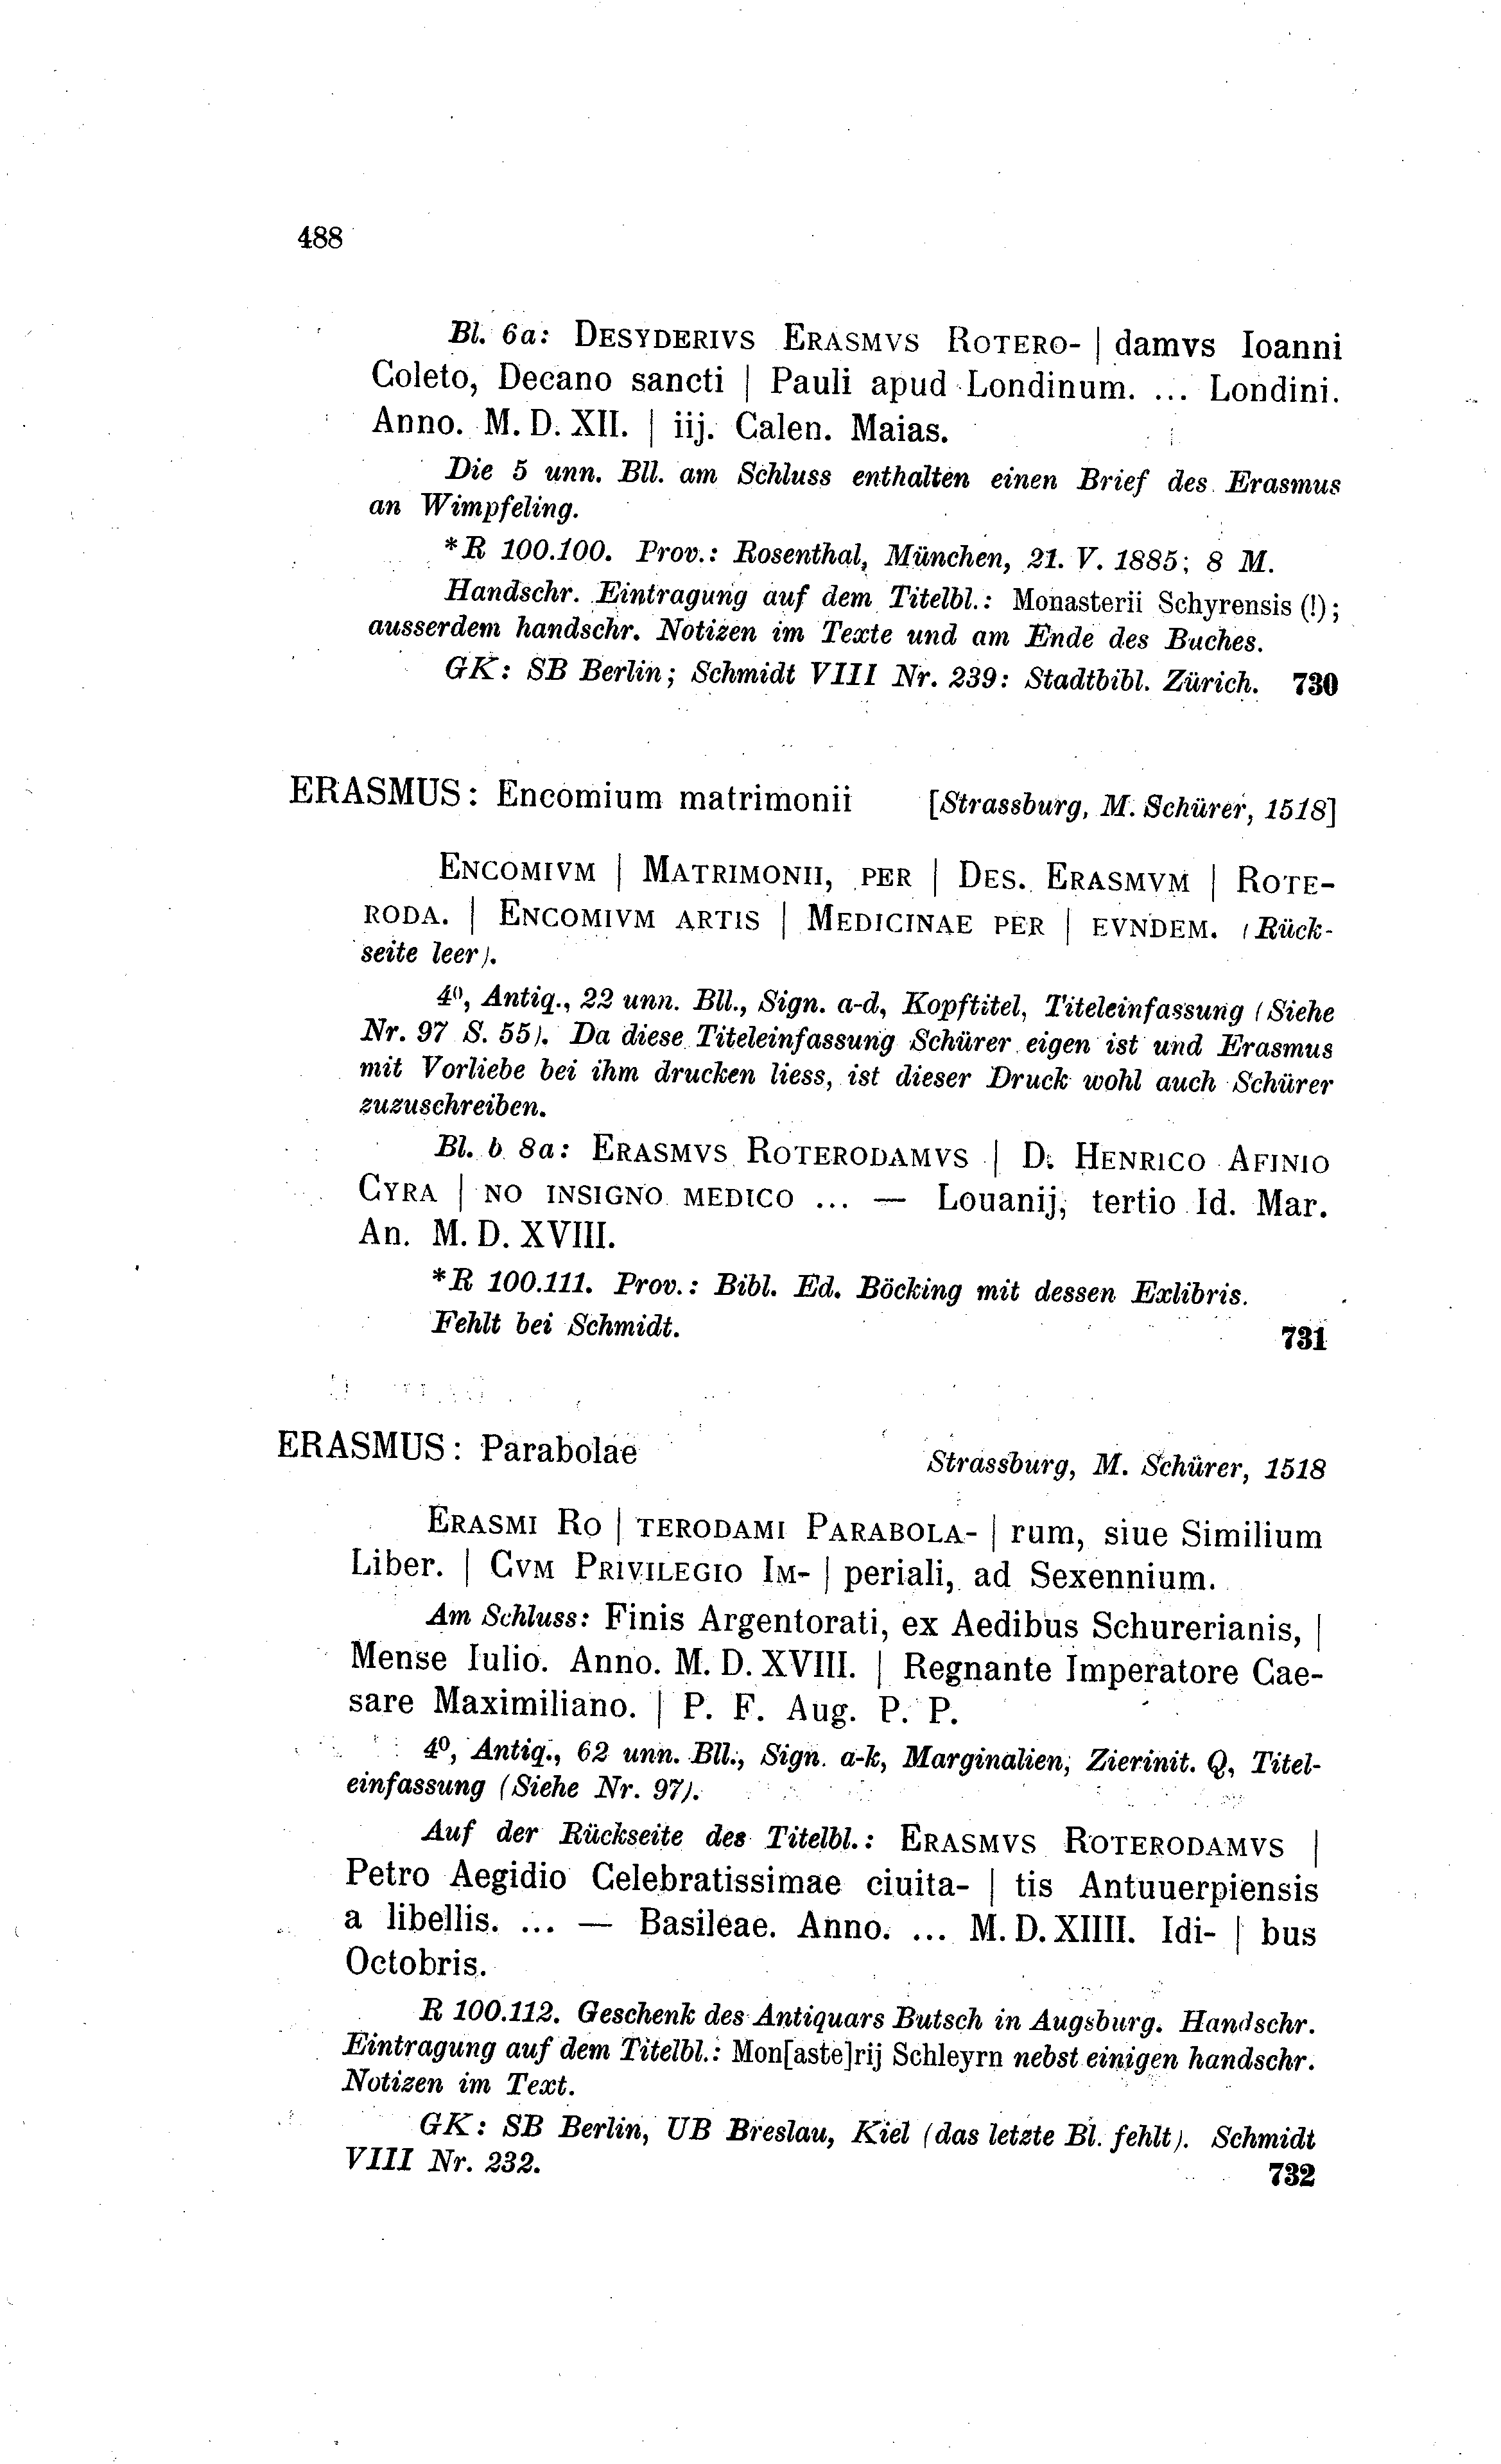 488
Bl. 6a: DESYDERIVS ERASMVS ROTERO- | damvs Ioanni
Coleto, Decano sancti | Pauli apud Londinum. ... Londini.
Anno. M. D. XII. | iij. Calen. Maias.
Die 5 unn. Bll. am Schluss enthalten einen Brief des Erasmus
an Wimpfeling.
*R 100.100. Prov.: Rosenthal, München, 21. V. 1885; 8 M.
Handschr. Eintragung auf dem Titelbl.: Monasterii Schyrensis (!);
ausserdem handschr. Notizen im Texte und am Ende des Buches.
GK: SB Berlin; Schmidt VIII Nr. 239: Stadtbibl. Zürich. 730
ERASMUS: Encomium matrimonii [Strassburg, M. Schürer, 1518]
ENCOMIVM | MATRIMONII, PER | DES. ERASMVM | ROTE-
RODA. | ENCOMIVM ARTIS | MEDICINAE PER | EVNDEM. (Rück-
seite leer).
4⁰, Antiq., 22 unn. Bll., Sign. a-d, Kopftitel, Titeleinfassung (Siehe
Nr. 97 S. 55). Da diese Titeleinfassung Schürer eigen ist und Erasmus
mit Vorliebe bei ihm drucken liess, ist dieser Druck wohl auch Schürer
zuzuschreiben.
Bl. b 8a: ERASMVS ROTERODAMVS | D. HENRICO AFINIO
CYRA | NO INSIGNO MEDICO ... — Louanij, tertio Id. Mar.
An. M. D. XVIII.
*R 100.111. Prov.: Bibl. Ed. Böcking mit dessen Exlibris.
Fehlt bei Schmidt. 731
ERASMUS: Parabolae Strassburg, M. Schürer, 1518
ERASMI RO | TERODAMI PARABOLA- | rum, siue Similium
Liber. | CVM PRIVILEGIO IM- | periali, ad Sexennium.
Am Schluss: Finis Argentorati, ex Aedibus Schurerianis, |
Mense Iulio. Anno. M. D. XVIII. | Regnante Imperatore Cae-
sare Maximiliano. | P. F. Aug. P. P.
4⁰, Antiq., 62 unn. Bll., Sign. a-k, Marginalien, Zierinit. Q, Titel-
einfassung (Siehe Nr. 97).
Auf der Rückseite des Titelbl.: ERASMVS ROTERODAMVS |
Petro Aegidio Celebratissimae ciuita- | tis Antuuerpiensis
a libellis. ... — Basileae. Anno. ... M. D. XIIII. Idi- | bus
Octobris.
R 100.112. Geschenk des Antiquars Butsch in Augsburg. Handschr.
Eintragung auf dem Titelbl.: Mon[aste]rij Schleyrn nebst einigen handschr.
Notizen im Text.
GK: SB Berlin, UB Breslau, Kiel (das letzte Bl. fehlt). Schmidt
VIII Nr. 232. 732